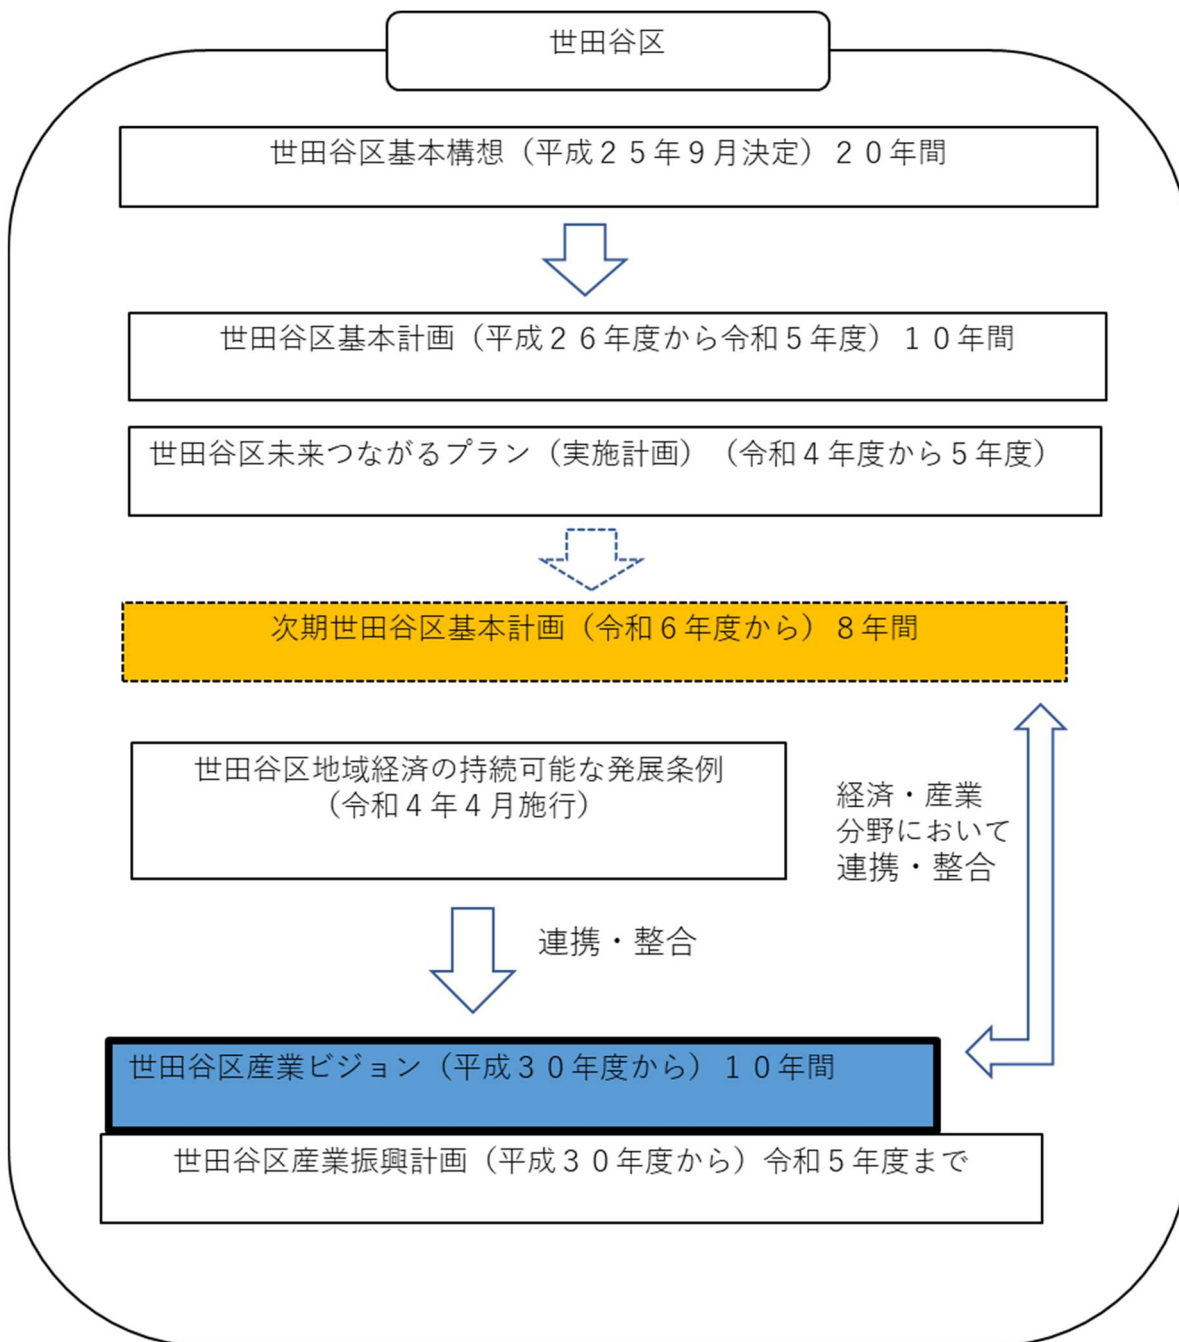 世田谷区
世田谷区基本構想（平成２５年９月決定）２０年間
世田谷区基本計画（平成２６年度から令和５年度）１０年間
世田谷区未来つながるプラン（実施計画）（令和４年度から５年度）
次期世田谷区基本計画（令和６年度から）８年間
世田谷区地域経済の持続可能な発展条例
（令和４年４月施行）
経済・産業
分野において
連携・整合
連携・整合
世田谷区産業ビジョン（平成３０年度から）１０年間
世田谷区産業振興計画（平成３０年度から）令和５年度まで